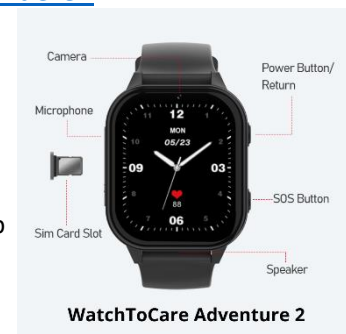 Camera
Power Button/
Return
Microphone
11 12 1
MON
10 05/23 2
09 03
8 88 4
7 06 5
SOS Button
Sim Card Slot
Speaker
WatchToCare Adventure 2